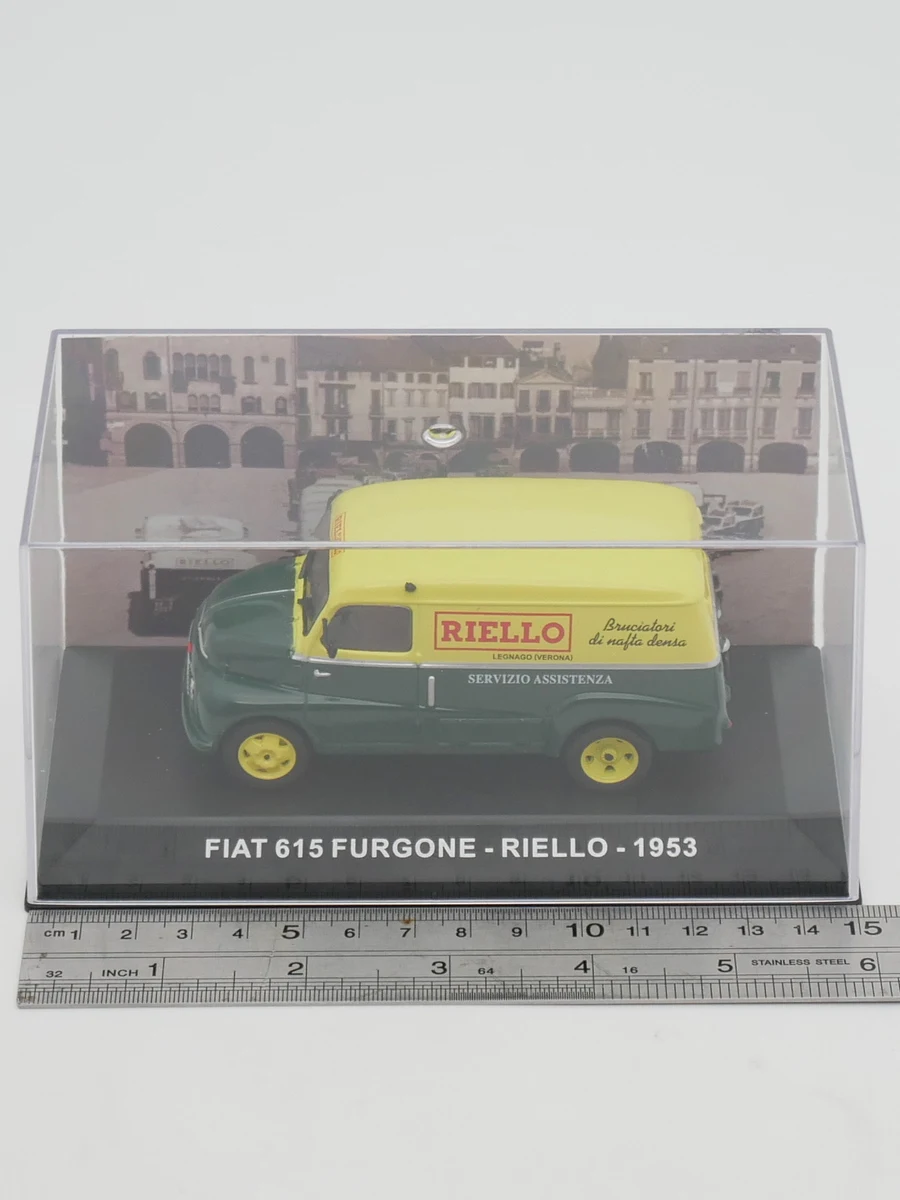 RIELLO
RIELLO
LEGNAGO (VERONA)
Bruciatori
di nafta densa
SERVIZIO ASSISTENZA
FIAT 615 FURGONE - RIELLO - 1953
cm 1 2 3 4 5 6 7 8 9 10 11 12 13 14 15
32 INCH 1 2 3 64 4 16 5 STAINLESS STEEL 6